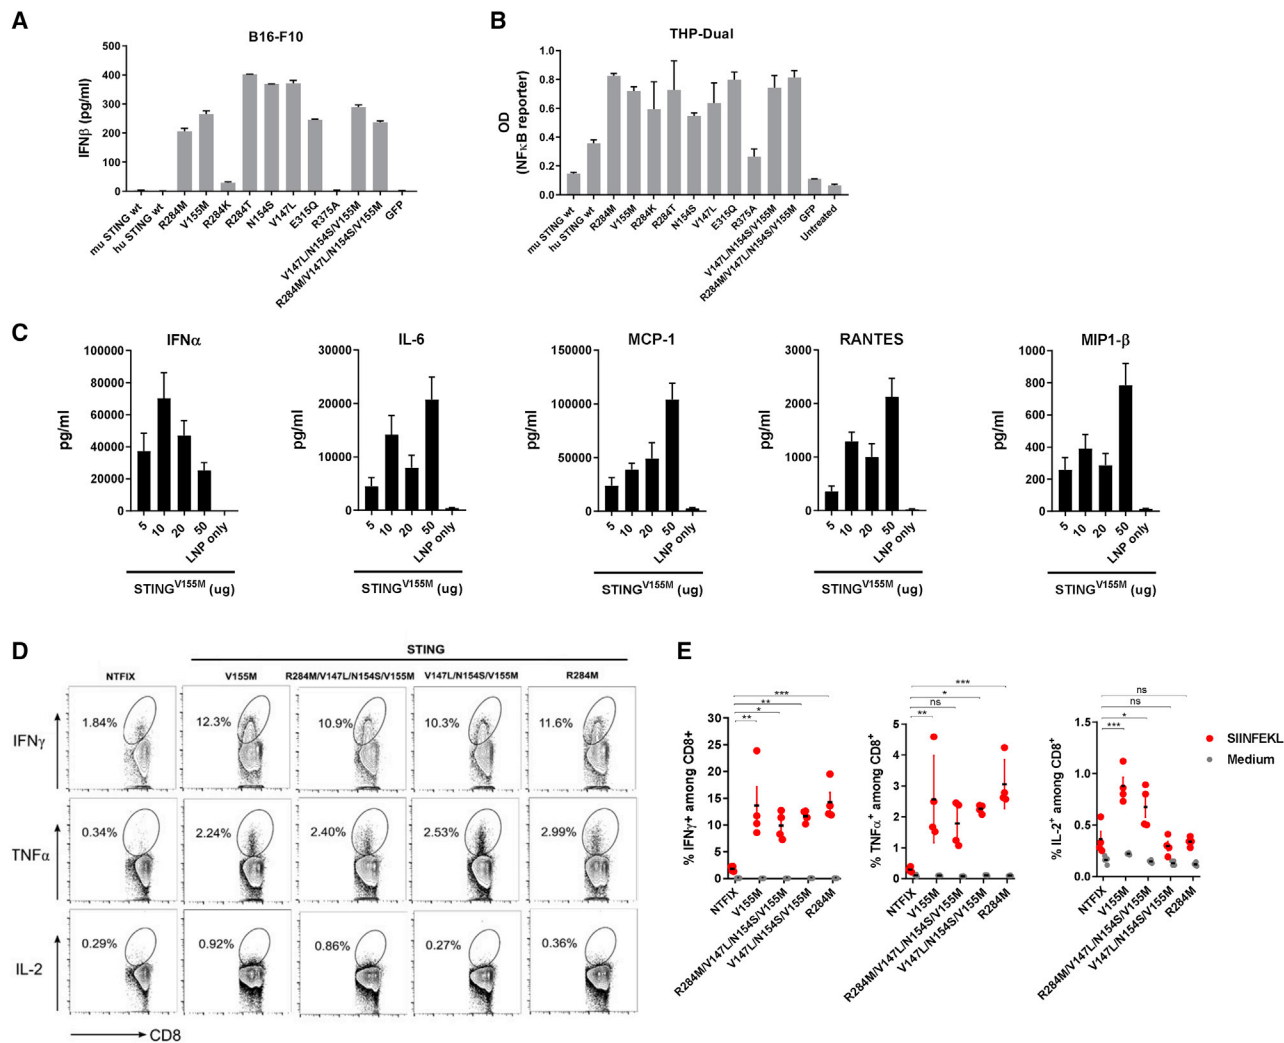 A
B16-F10
IFNβ (pg/ml)
500
400
300
200
100
0
mu STING wt
hu STING wt
R284M
V155M
R284K
R284T
N154S
V147L
E315Q
R375A
V147L/N154S/V155M
R284M/V147L/N154S/V155M
GFP
B
THP-Dual
OD
(NFκB reporter)
1.0
0.8
0.6
0.4
0.2
0.0
mu STING wt
hu STING wt
R284M
V155M
R284K
R284T
N154S
V147L
E315Q
R375A
V147L/N154S/V155M
R284M/V147L/N154S/V155M
GFP
Untreated
C
IFNα
pg/ml
100000
80000
60000
40000
20000
0
5
10
20
50
LNP only
STINGV155M (ug)
IL-6
pg/ml
30000
20000
10000
0
5
10
20
50
LNP only
STINGV155M (ug)
MCP-1
pg/ml
150000
100000
50000
0
5
10
20
50
LNP only
STINGV155M (ug)
RANTES
pg/ml
3000
2000
1000
0
5
10
20
50
LNP only
STINGV155M (ug)
MIP1-β
pg/ml
1000
800
600
400
200
0
5
10
20
50
LNP only
STINGV155M (ug)
D
STING
NTFIX
V155M
R284M/V147L/N154S/V155M
V147L/N154S/V155M
R284M
IFNγ
1.84%
12.3%
10.9%
10.3%
11.6%
TNFα
0.34%
2.24%
2.40%
2.53%
2.99%
IL-2
0.29%
0.92%
0.86%
0.27%
0.36%
CD8
E
% IFNγ+ among CD8+
30
25
20
15
10
5
0
***
**
*
**
NTFIX
V155M
R284M/V147L/N154S/V155M
V147L/N154S/V155M
R284M
% TNFα+ among CD8+
6
5
4
3
2
1
0
***
*
ns
**
NTFIX
V155M
R284M/V147L/N154S/V155M
V147L/N154S/V155M
R284M
% IL-2+ among CD8+
1.5
1.0
0.5
0.0
ns
ns
*
***
NTFIX
V155M
R284M/V147L/N154S/V155M
V147L/N154S/V155M
R284M
SIINFEKL
Medium